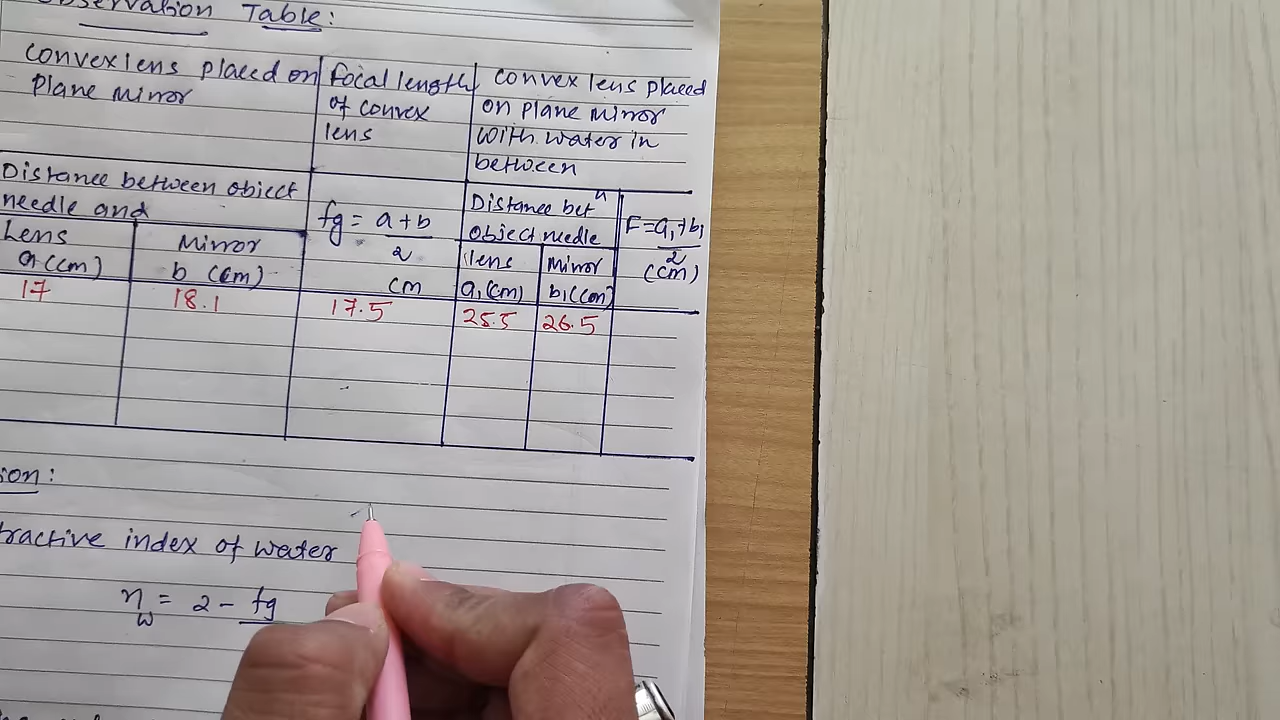 Observation Table:
convex lens placed on
plane mirror
focal length
of convex
lens
convex lens placed
on plane mirror
with water in
between
Distance between object
needle and
fg = a+b
2
cm
Distance bet n
object needle
F = a1+b1
2
(cm)
Lens
a (cm)
Mirror
b (cm)
lens
a1 (cm)
Mirror
b1 (cm)
17
18.1
17.5
25.5
26.5
ion:
fractive index of water
ηw = 2 - fg